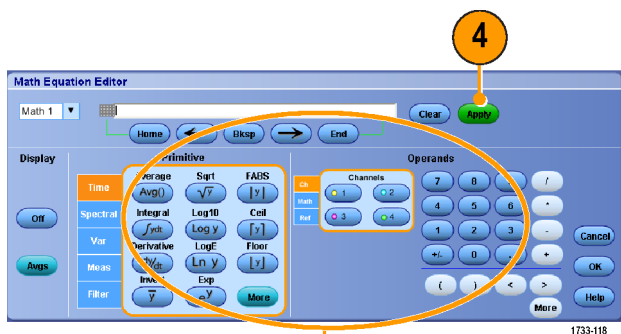 4
Math Equation Editor
Math 1
Clear
Apply
Home
←
Bksp
→
End
Display
Primitive
Operands
Off
Avgs
Time
Spectral
Var
Meas
Filter
Average
Sqrt
FABS
Avg()
√y
|y|
Integral
Log10
Ceil
∫ydt
Log y
⌈y⌉
Derivative
LogE
Floor
dy/dt
Ln y
⌊y⌋
Invert
Exp
y̅
e^y
More
Ch
Math
Ref
Channels
1
2
3
4
7
8
/
4
5
6
*
1
2
3
-
+/-
0
.
+
(
)
<
>
More
Cancel
OK
Help
1733-118